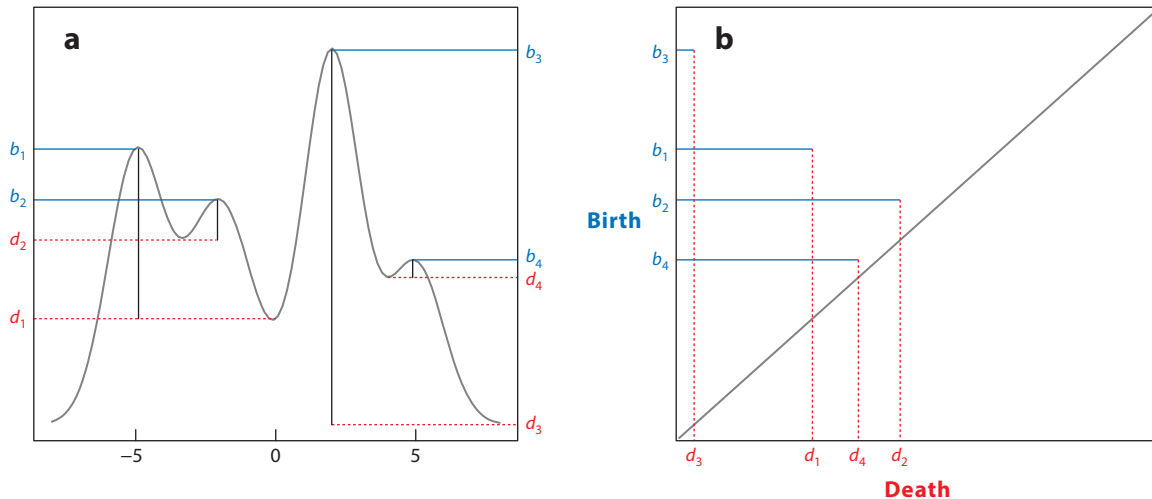 a
b₃
b₁
b₂
d₂
b₄
d₄
d₁
d₃
−5
0
5
b
b₃
b₁
b₂
Birth
b₄
d₃
d₁
d₄
d₂
Death